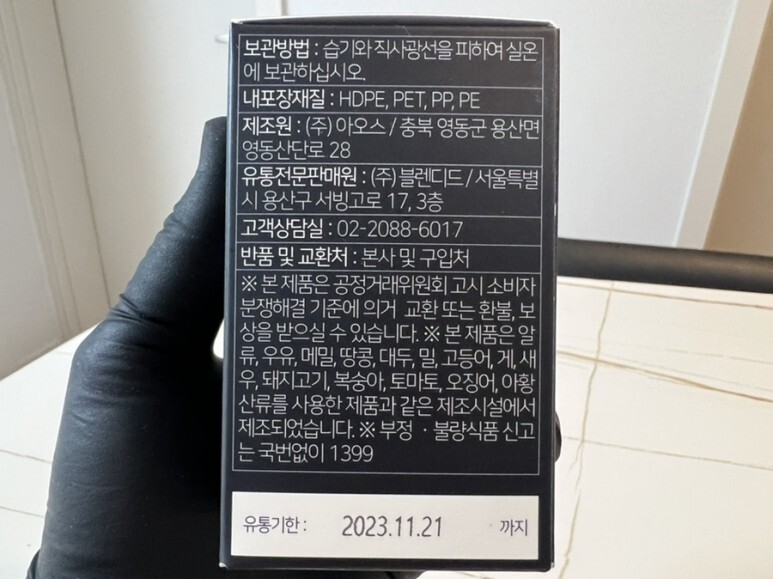 보관방법 : 습기와 직사광선을 피하여 실온
에 보관하십시오.
내포장재질 : HDPE, PET, PP, PE
제조원 : (주) 아오스 / 충북 영동군 용산면
영동산단로 28
유통전문판매원 : (주) 블렌디드 / 서울특별
시 용산구 서빙고로 17, 3층
고객상담실 : 02-2088-6017
반품 및 교환처 : 본사 및 구입처
※ 본 제품은 공정거래위원회 고시 소비자
분쟁해결 기준에 의거 교환 또는 환불, 보
상을 받으실 수 있습니다. ※ 본 제품은 알
류, 우유, 메밀, 땅콩, 대두, 밀, 고등어, 게, 새
우, 돼지고기, 복숭아, 토마토, 오징어, 아황
산류를 사용한 제품과 같은 제조시설에서
제조되었습니다. ※ 부정 · 불량식품 신고
는 국번없이 1399
유통기한 : 2023.11.21 까지